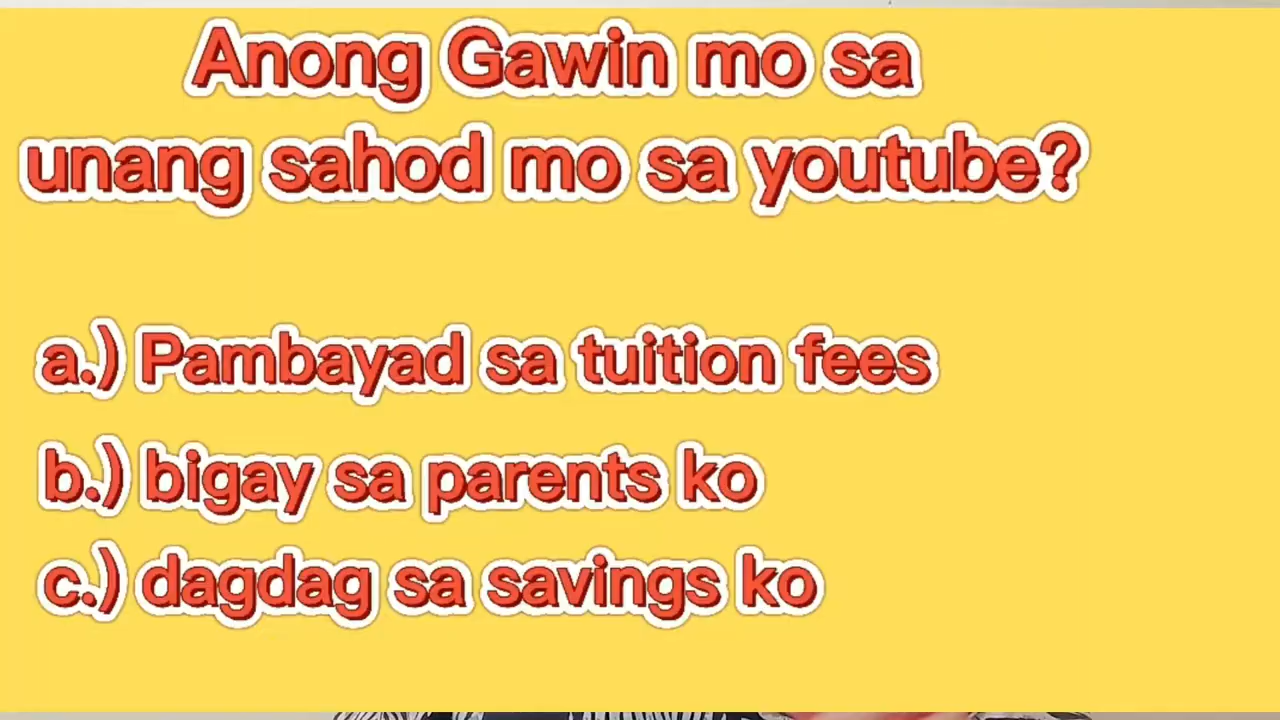 Anong Gawin mo sa
unang sahod mo sa youtube?
a.) Pambayad sa tuition fees
b.) bigay sa parents ko
c.) dagdag sa savings ko